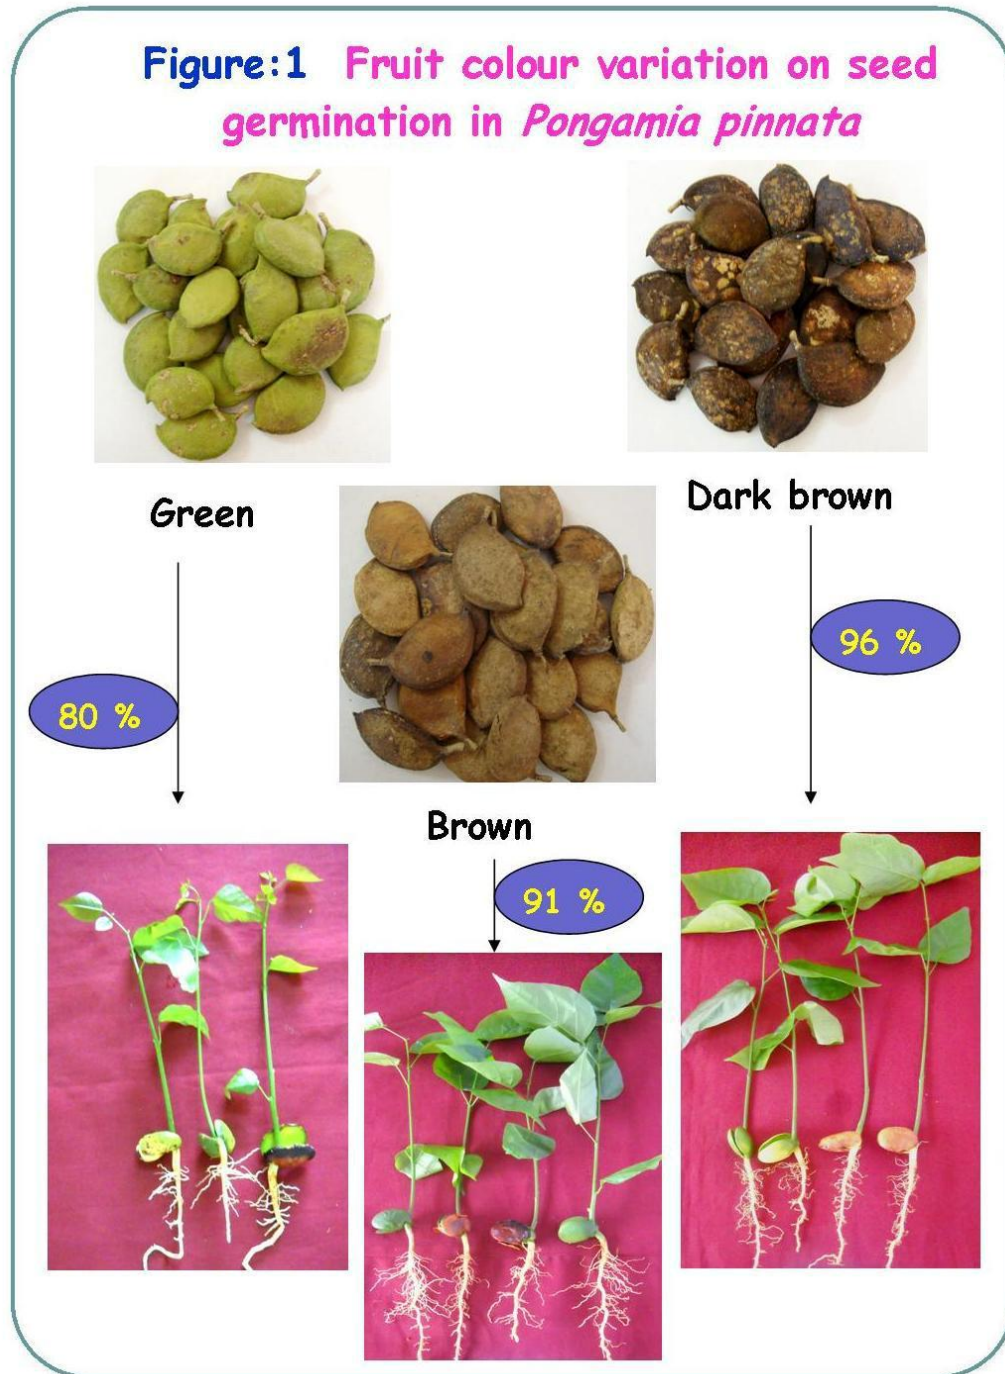 Figure:1 Fruit colour variation on seed
germination in Pongamia pinnata
Green
Dark brown
80 %
96 %
Brown
91 %